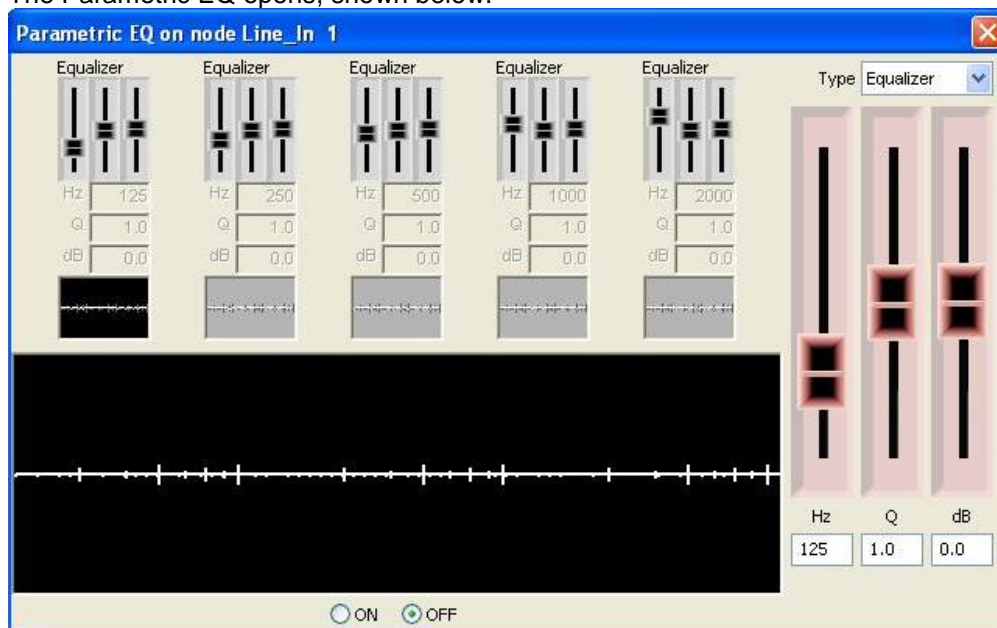 The Parametric EQ opens, shown below.
Parametric EQ on node Line_In 1
Equalizer Equalizer Equalizer Equalizer Equalizer
Type Equalizer
Hz 125 Hz 250 Hz 500 Hz 1000 Hz 2000
Q 1.0 Q 1.0 Q 1.0 Q 1.0 Q 1.0
dB 0.0 dB 0.0 dB 0.0 dB 0.0 dB 0.0
Hz Q dB
125 1.0 0.0
ON OFF